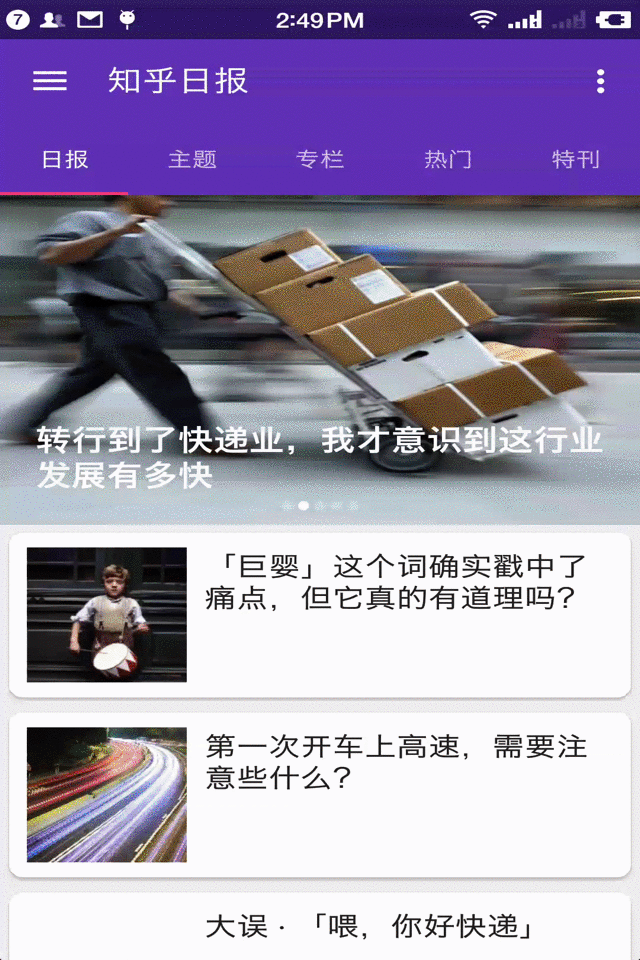 7
2:49PM
知乎日报
日报 主题 专栏 热门 特刊
转行到了快递业，我才意识到这行业
发展有多快
「巨婴」这个词确实戳中了
痛点，但它真的有道理吗？
第一次开车上高速，需要注
意些什么？
大误 · 「喂，你好快递」